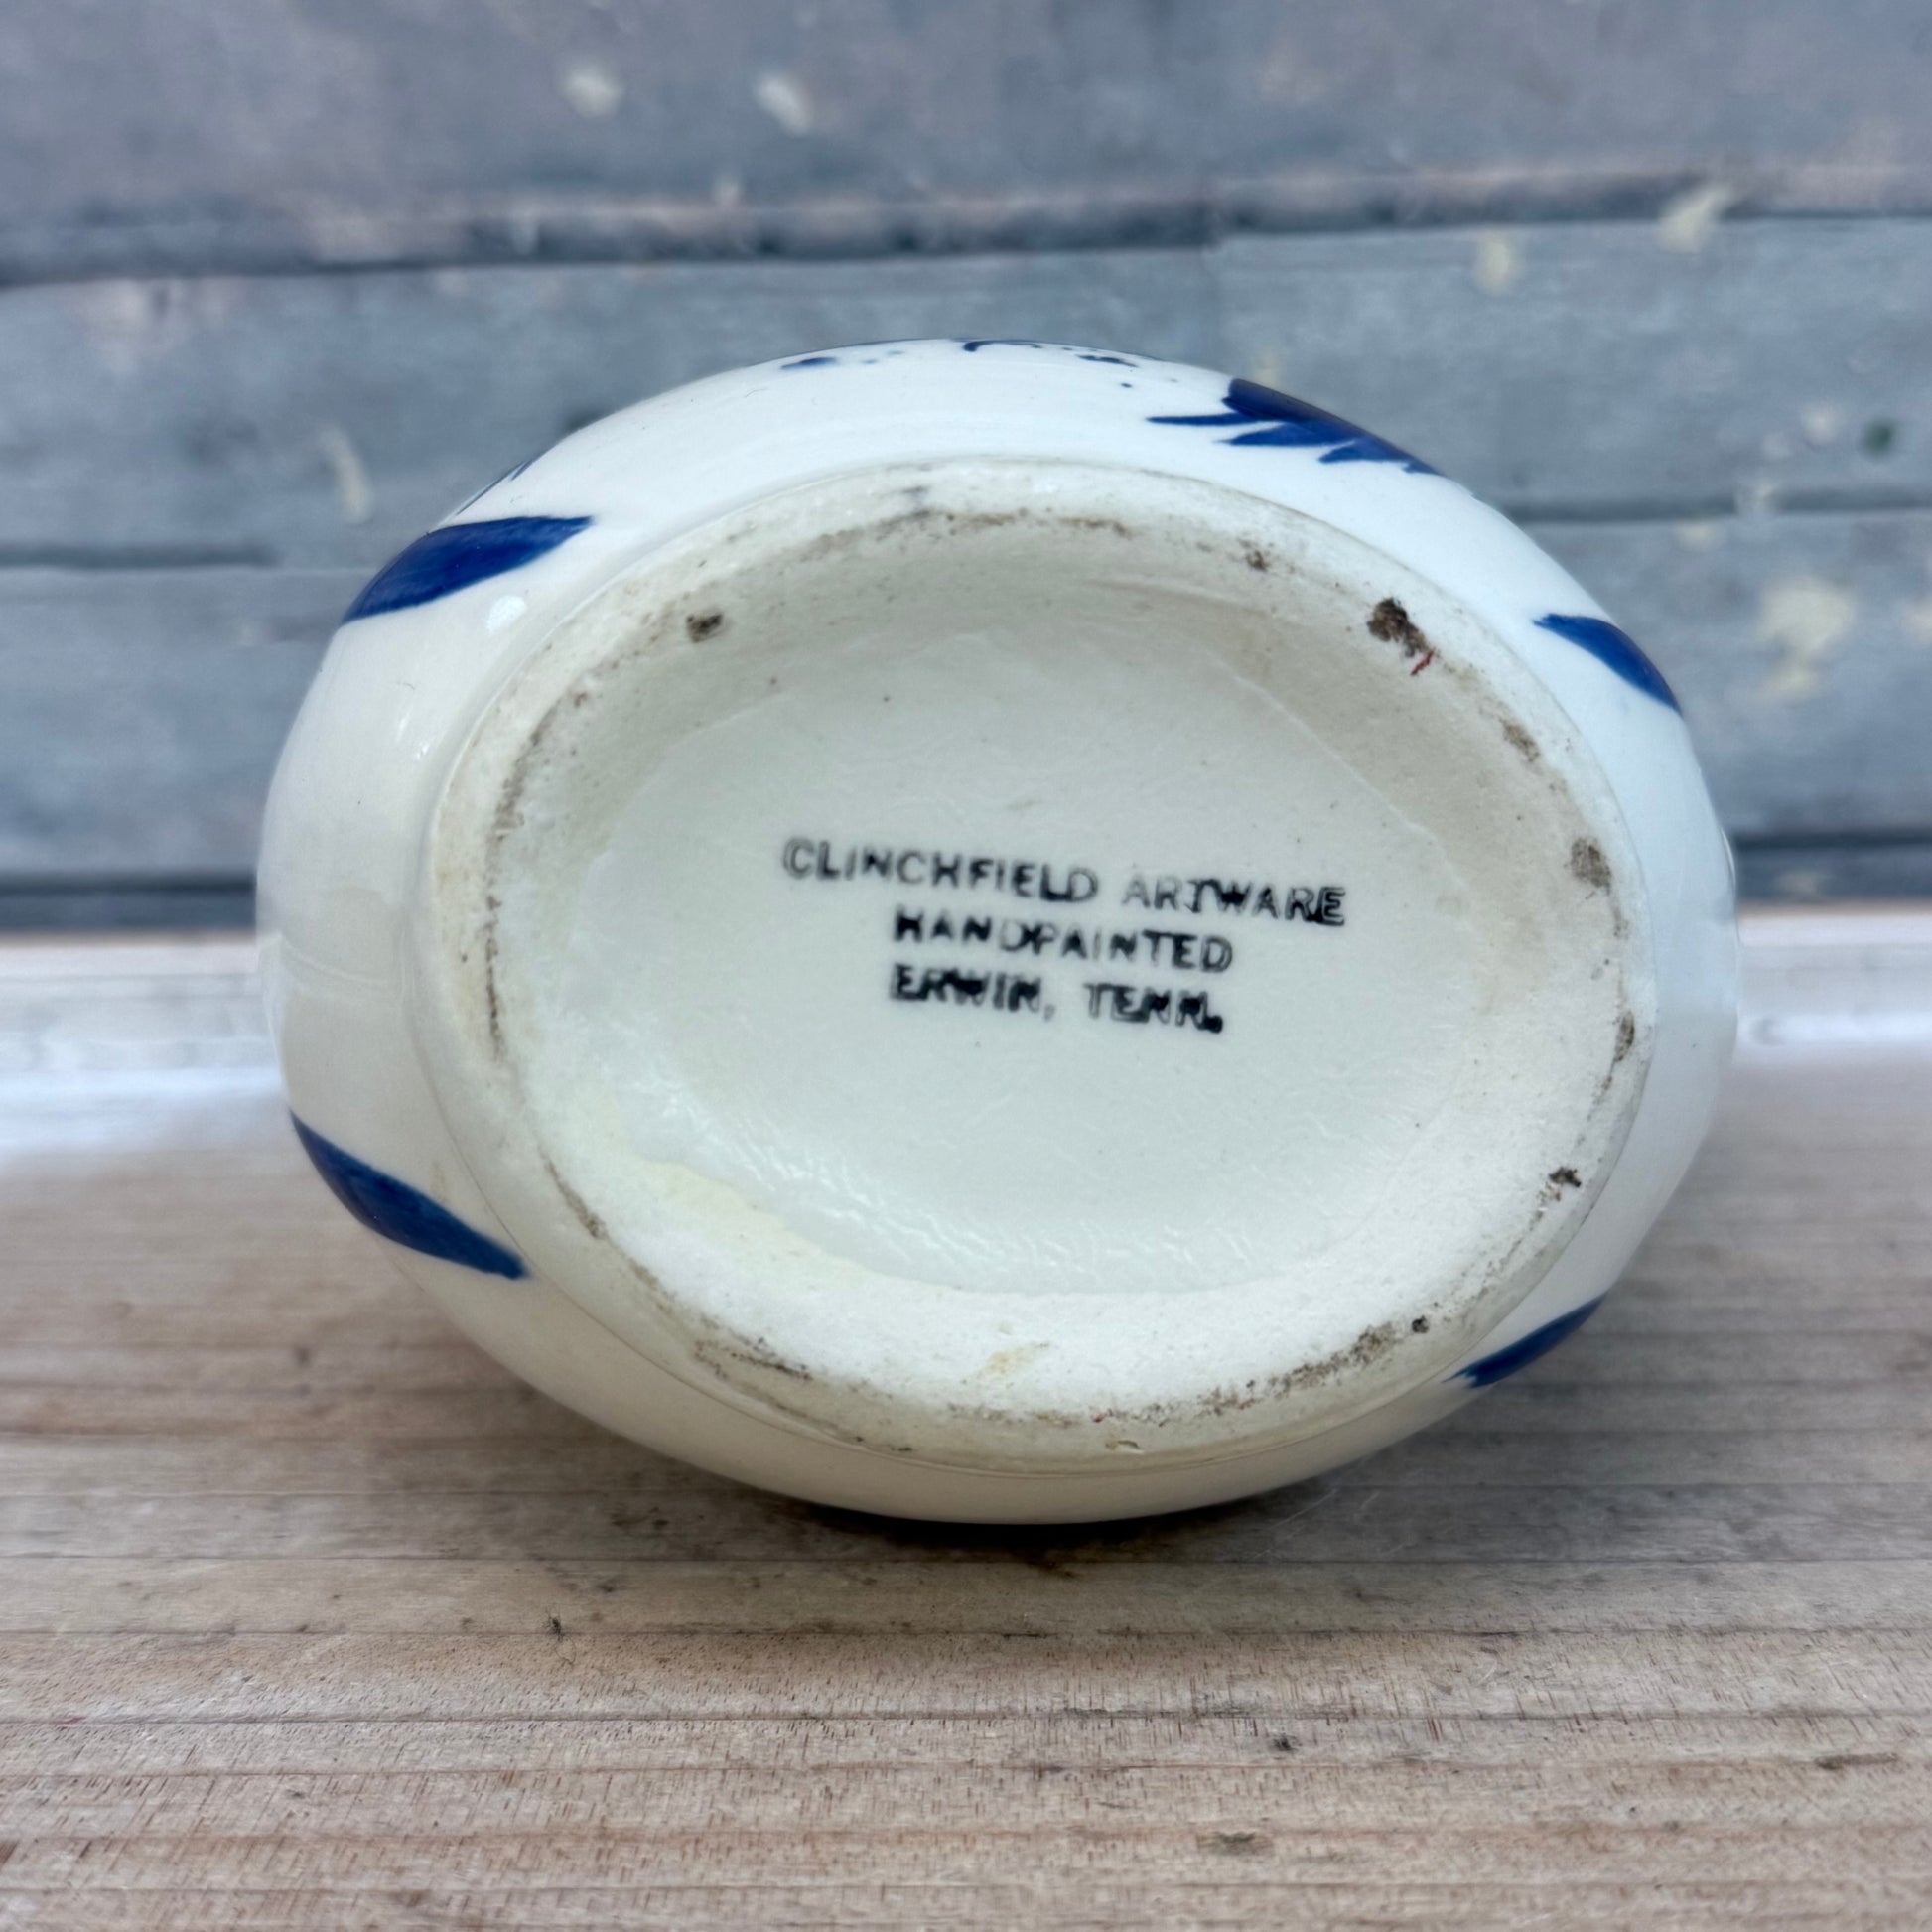 CLINCHFIELD ARTWARE
HANDPAINTED
ERWIN, TENN.